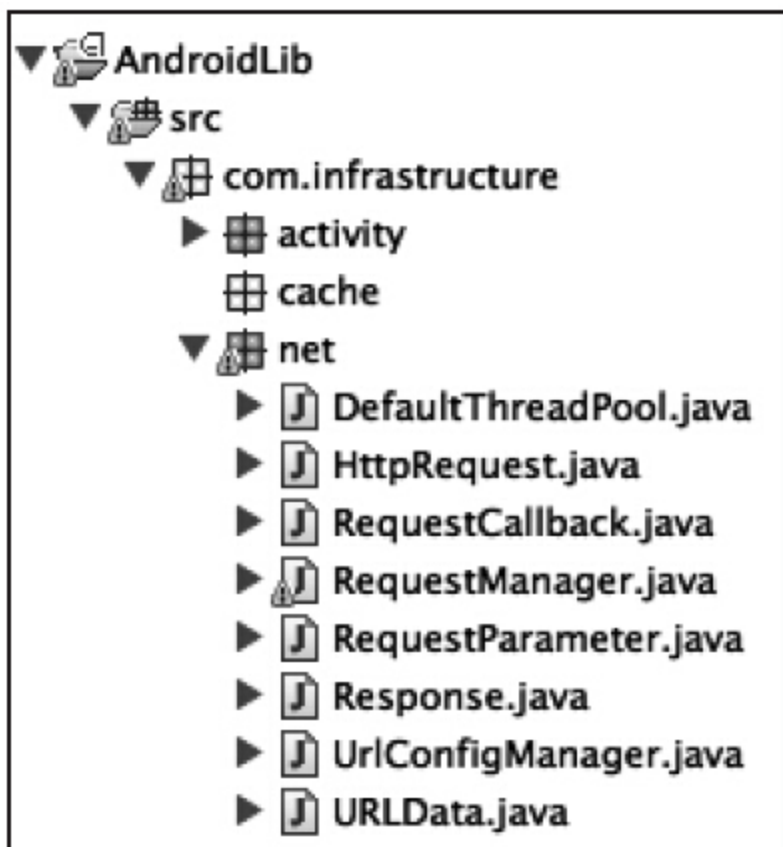 AndroidLib
src
com.infrastructure
activity
cache
net
DefaultThreadPool.java
HttpRequest.java
RequestCallback.java
RequestManager.java
RequestParameter.java
Response.java
UrlConfigManager.java
URLData.java